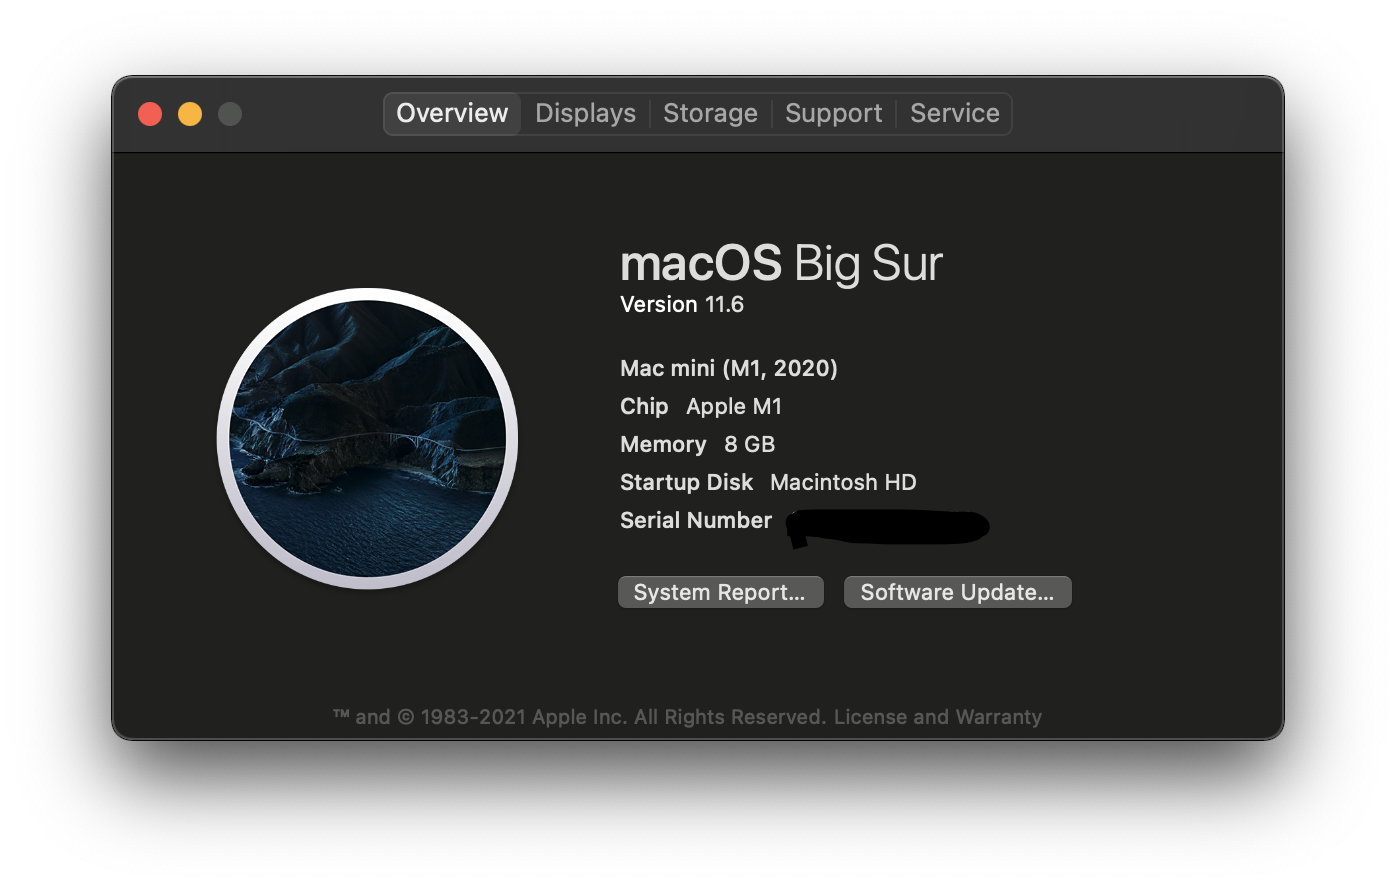 Overview Displays Storage Support Service
macOS Big Sur
Version 11.6
Mac mini (M1, 2020)
Chip Apple M1
Memory 8 GB
Startup Disk Macintosh HD
Serial Number
System Report... Software Update...
™ and © 1983-2021 Apple Inc. All Rights Reserved. License and Warranty